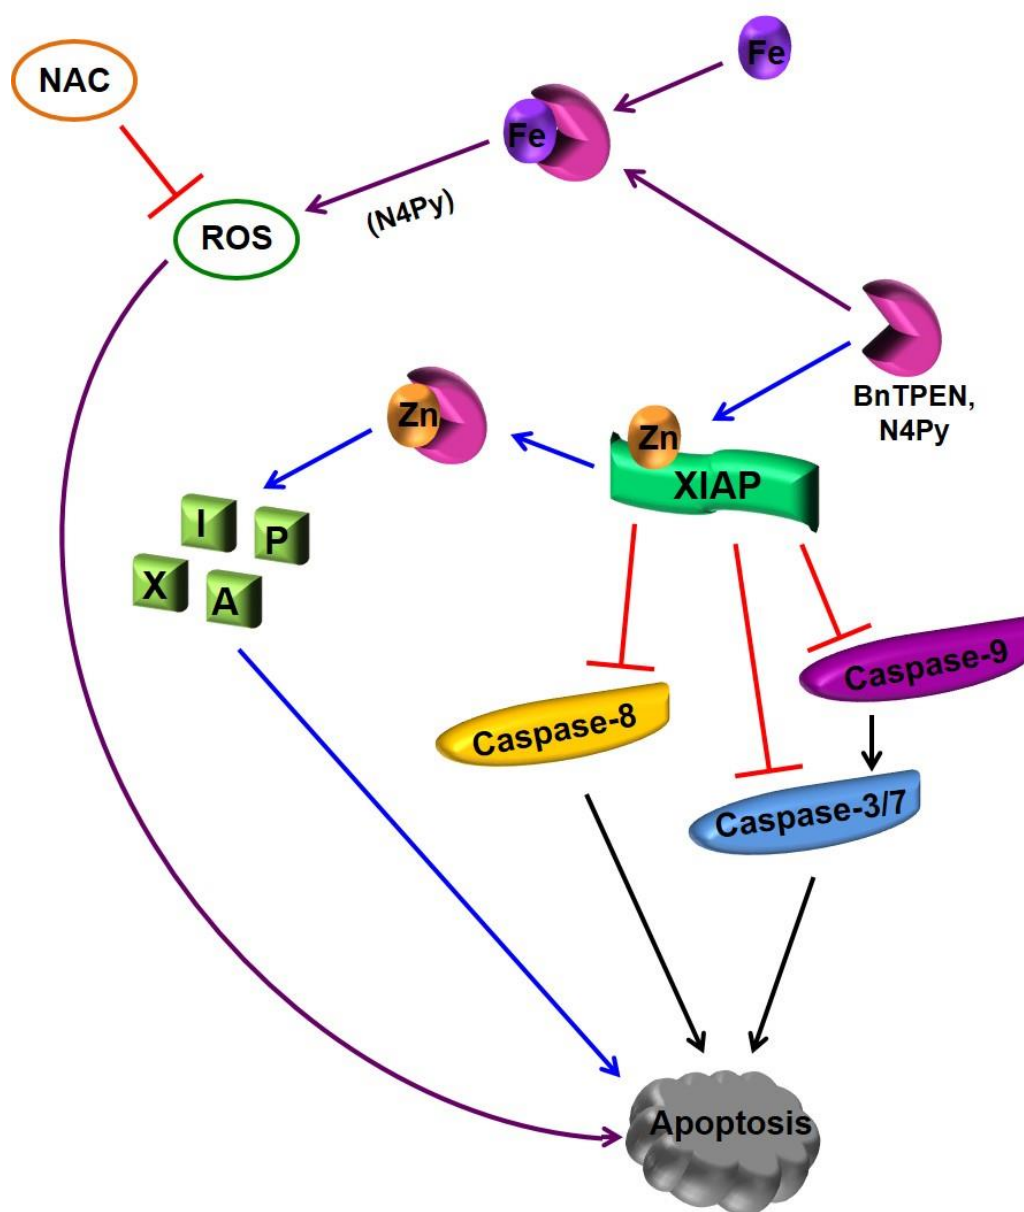 Fe
NAC
Fe
(N4Py)
ROS
BnTPEN,
N4Py
Zn
Zn
XIAP
I
P
X
A
Caspase-9
Caspase-8
Caspase-3/7
Apoptosis